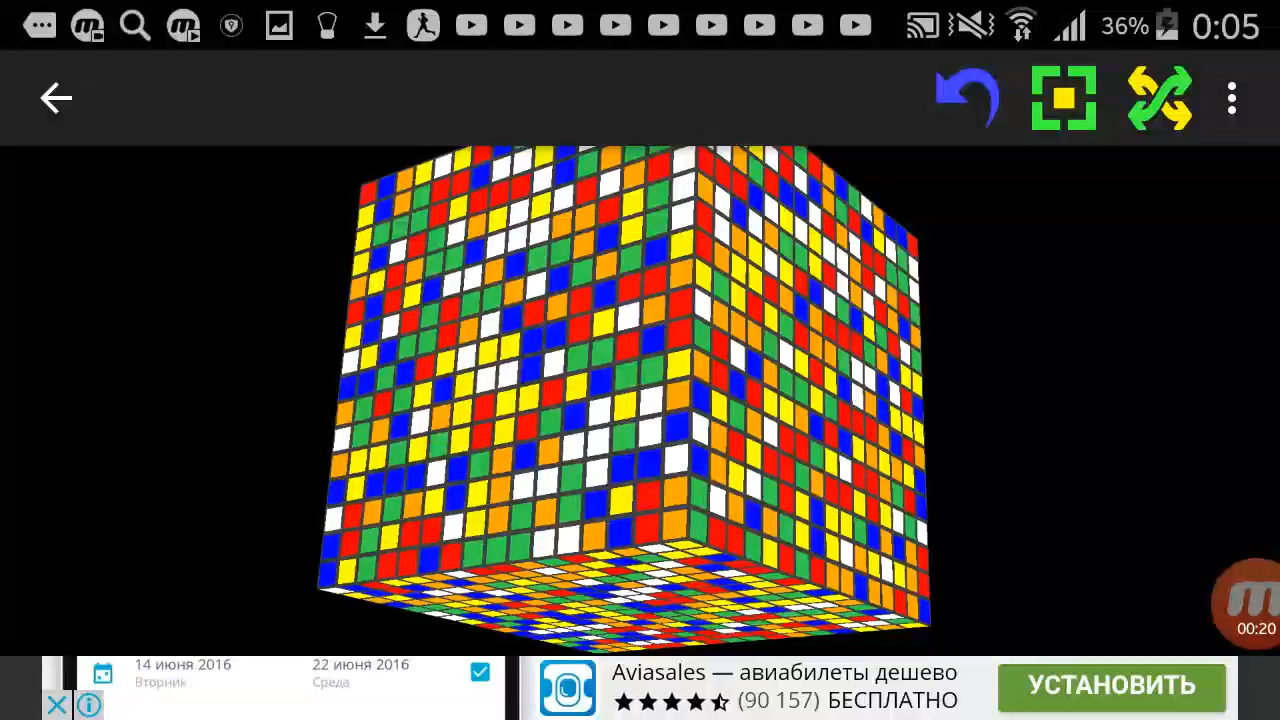 36% 0:05
00:20
14 июня 2016 22 июня 2016
Вторник Среда
Aviasales — авиабилеты дешево
(90 157) БЕСПЛАТНО
УСТАНОВИТЬ